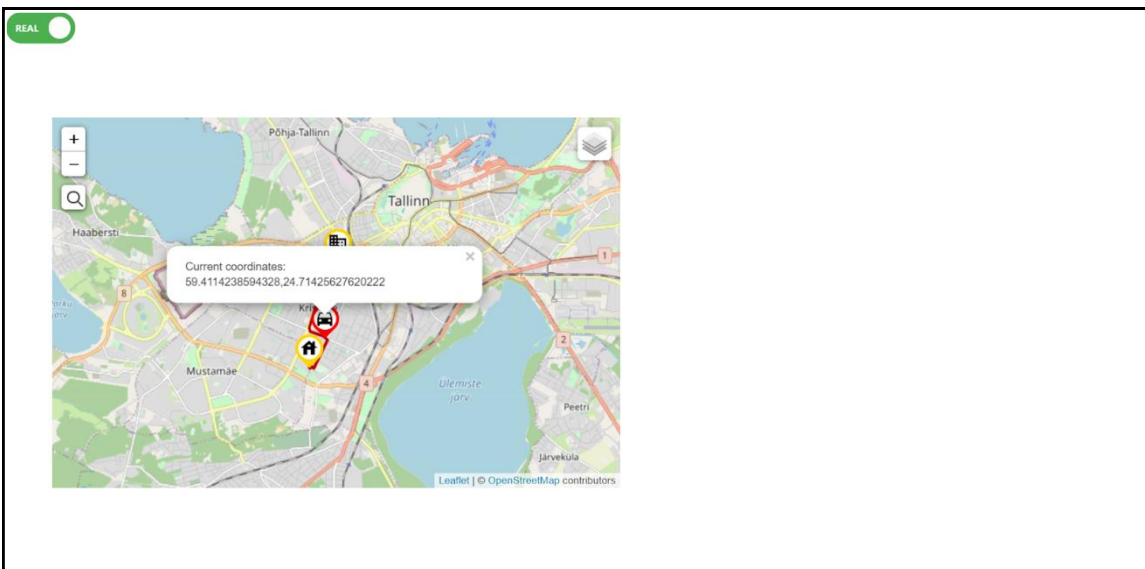 REAL
+
−
Põhja-Tallinn
Tallinn
Haabersti
1
Current coordinates:
×
59.4114238594328,24.71425627620222
8
2
Mustamäe
4
Ülemiste
järv
Peetri
Järveküla
Leaflet | © OpenStreetMap contributors